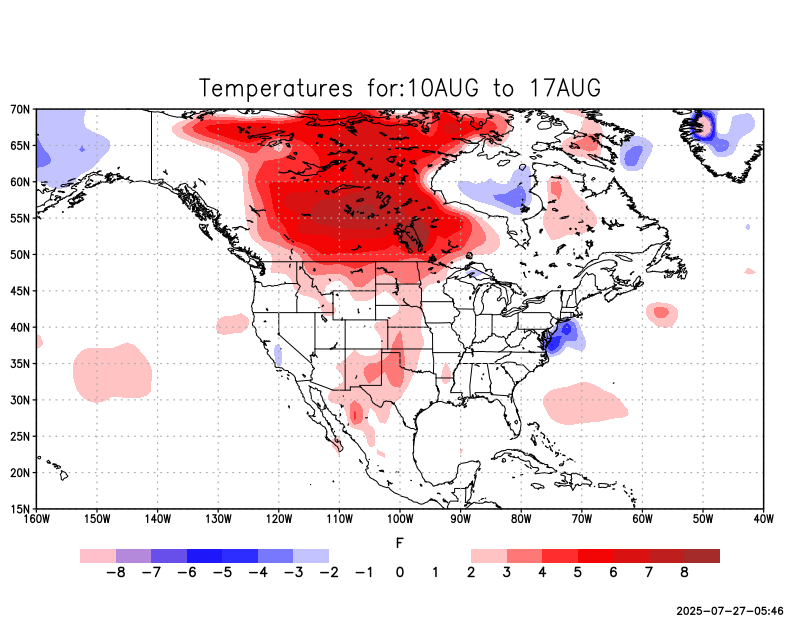 Temperatures for:10AUG to 17AUG
70N
65N
60N
55N
50N
45N
40N
35N
30N
25N
20N
15N
160W 150W 140W 130W 120W 110W 100W 90W 80W 70W 60W 50W 40W
F
−8 −7 −6 −5 −4 −3 −2 −1 0 1 2 3 4 5 6 7 8
2025-07-27-05:46